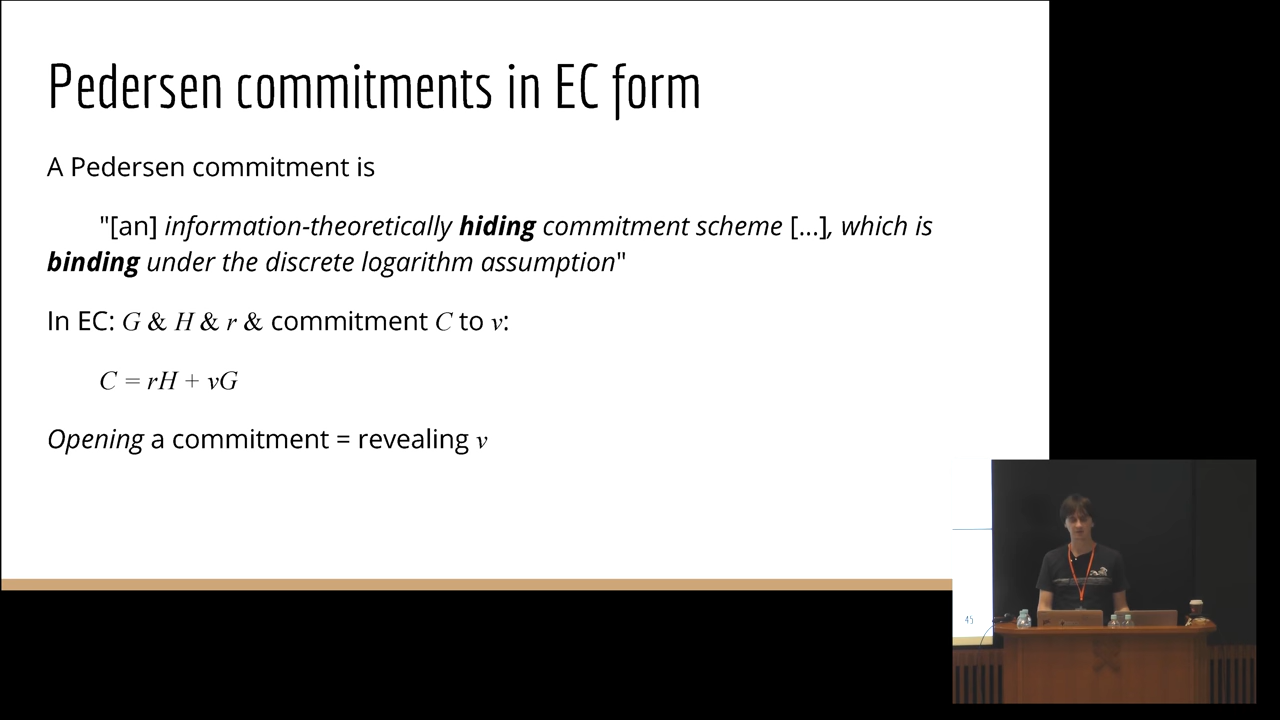 Pedersen commitments in EC form
A Pedersen commitment is
"[an] information-theoretically hiding commitment scheme [...], which is
binding under the discrete logarithm assumption"
In EC: G & H & r & commitment C to v:
C = rH + vG
Opening a commitment = revealing v
45